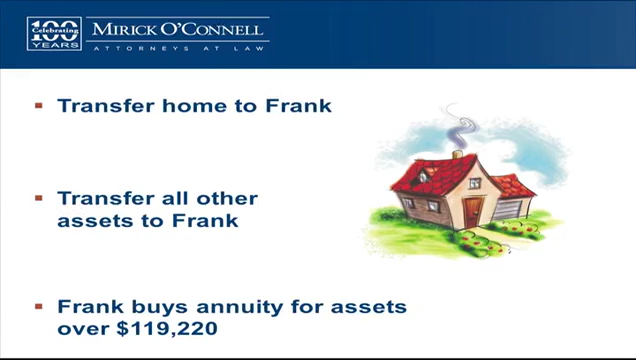 Celebrating
100
YEARS
MIRICK O'CONNELL
ATTORNEYS AT LAW
Transfer home to Frank
Transfer all other
assets to Frank
Frank buys annuity for assets
over $119,220